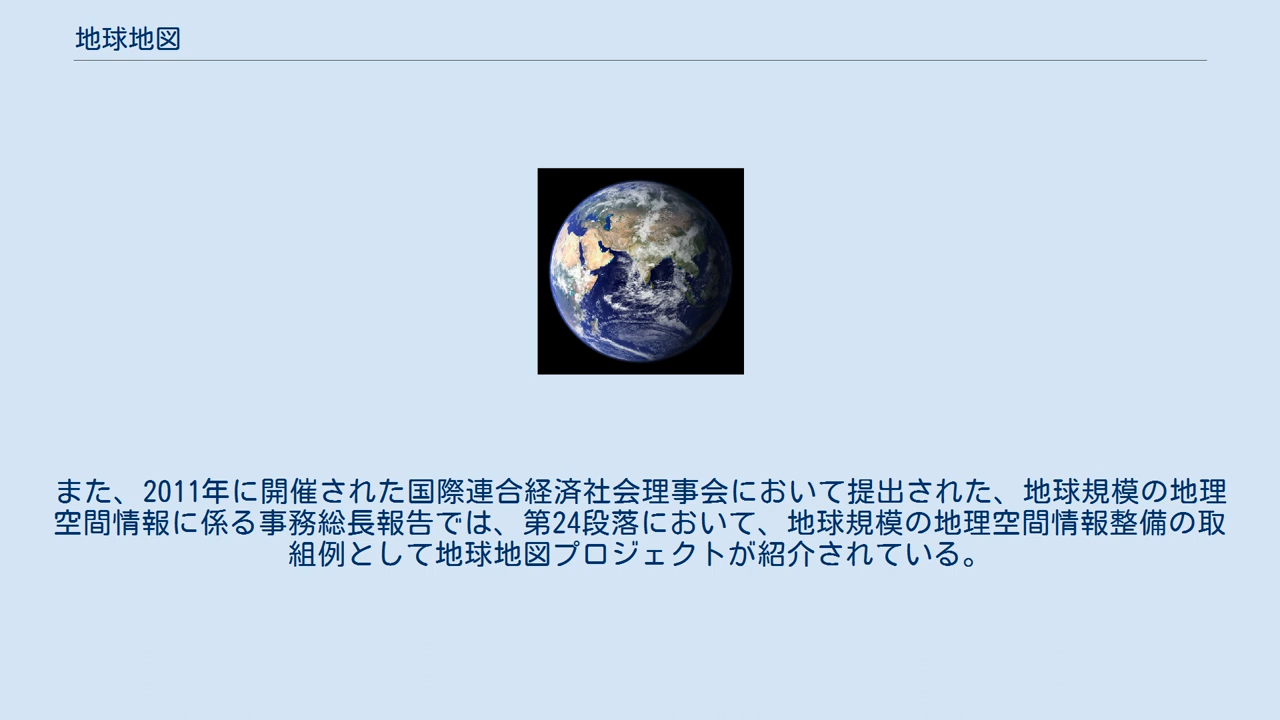 地球地図
また、2011年に開催された国際連合経済社会理事会において提出された、地球規模の地理
空間情報に係る事務総長報告では、第24段落において、地球規模の地理空間情報整備の取
組例として地球地図プロジェクトが紹介されている。